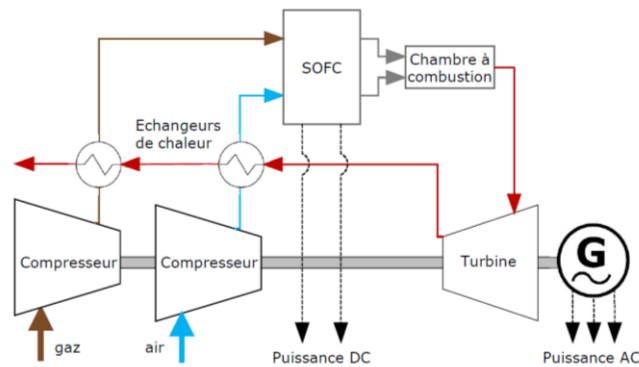 SOFC
Chambre à
combustion
Echangeurs
de chaleur
Compresseur
Compresseur
Turbine
G
gaz
air
Puissance DC
Puissance AC